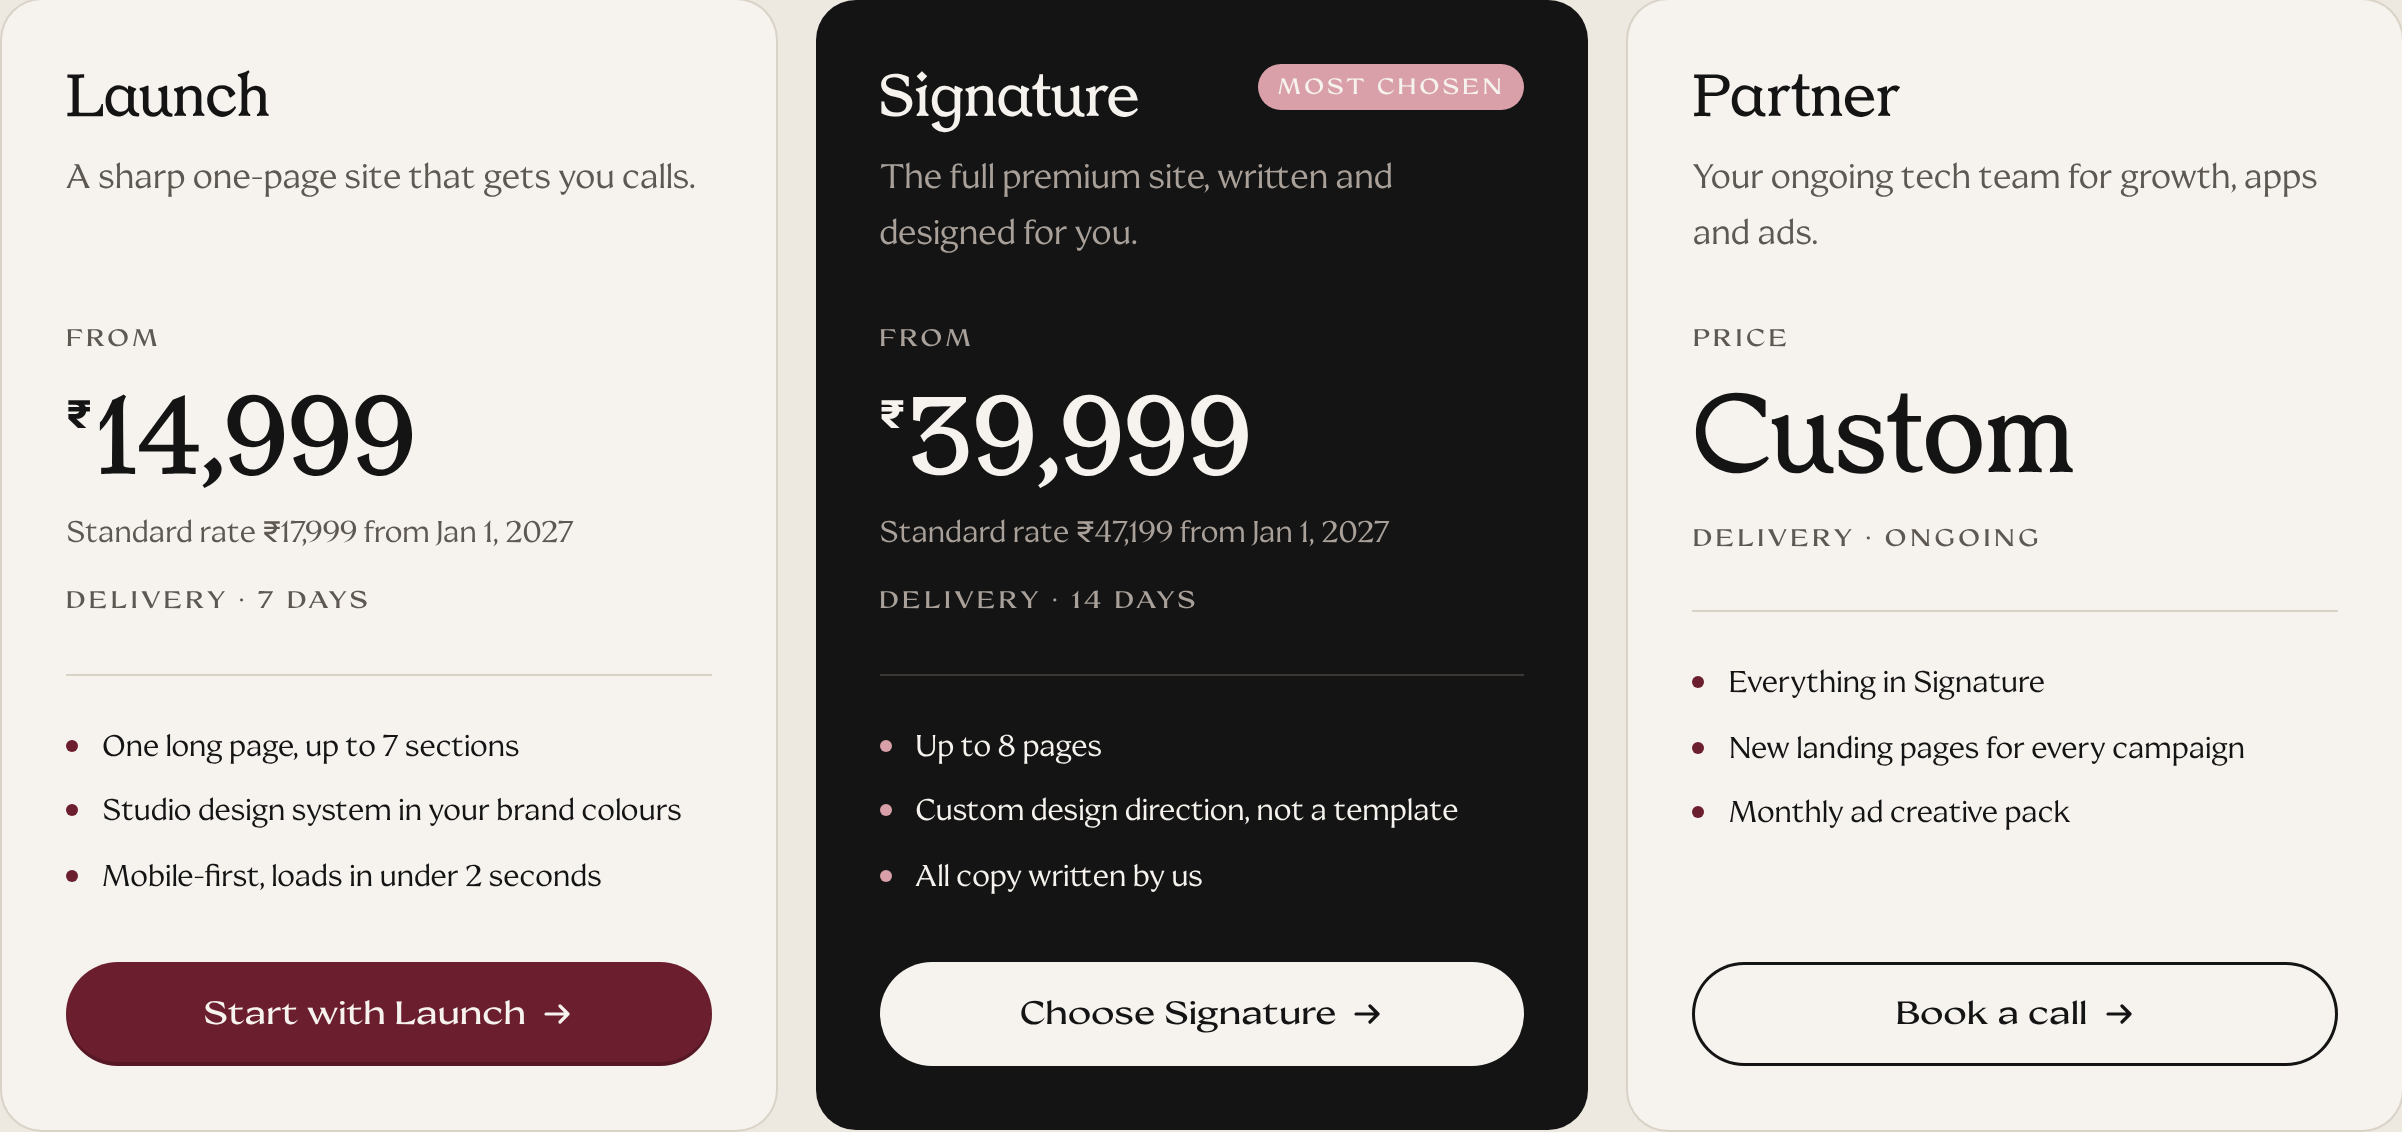 Launch
A sharp one-page site that gets you calls.
FROM
₹14,999
Standard rate ₹17,999 from Jan 1, 2027
DELIVERY · 7 DAYS
One long page, up to 7 sections
Studio design system in your brand colours
Mobile-first, loads in under 2 seconds
Start with Launch →
Signature
MOST CHOSEN
The full premium site, written and
designed for you.
FROM
₹39,999
Standard rate ₹47,199 from Jan 1, 2027
DELIVERY · 14 DAYS
Up to 8 pages
Custom design direction, not a template
All copy written by us
Choose Signature →
Partner
Your ongoing tech team for growth, apps
and ads.
PRICE
Custom
DELIVERY · ONGOING
Everything in Signature
New landing pages for every campaign
Monthly ad creative pack
Book a call →